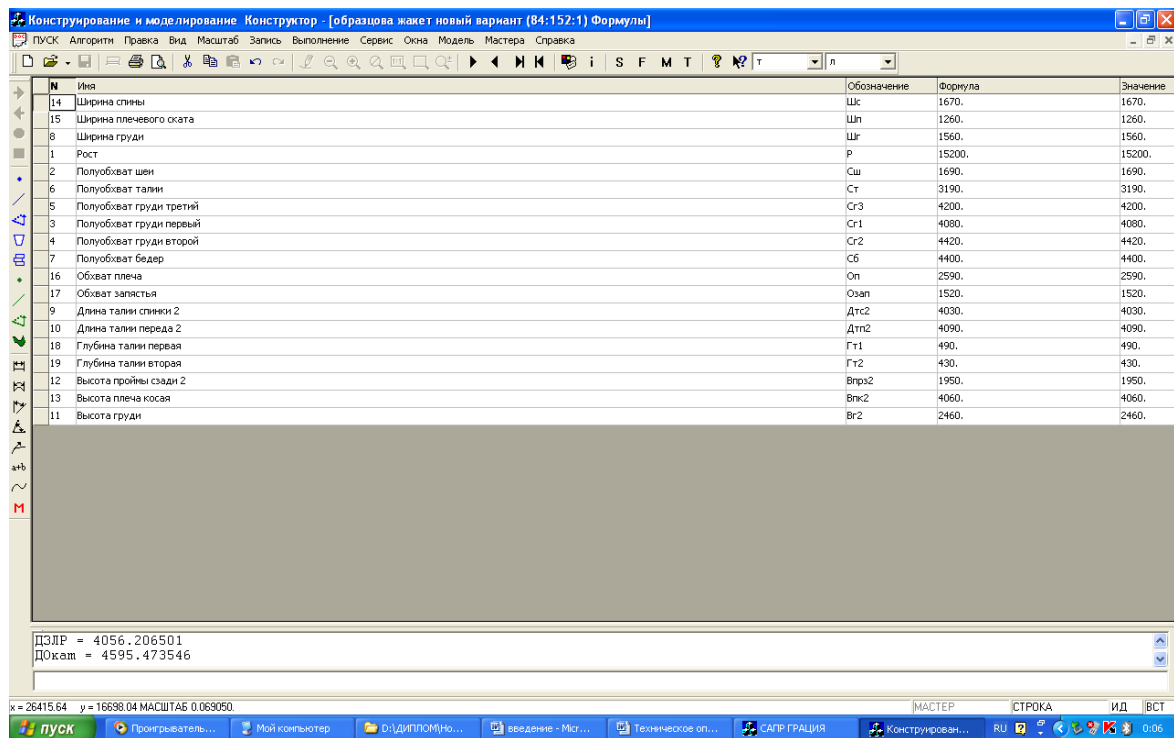 Конструирование и моделирование Конструктор - [образцова жакет новый вариант (84:152:1) Формулы]
ПУСК Алгоритм Правка Вид Масштаб Запись Выполнение Сервис Окна Модель Мастера Справка
i S F M T т л
N Имя Обозначение Формула Значение
14 Ширина спины Шс 1670. 1670.
15 Ширина плечевого ската Шп 1260. 1260.
8 Ширина груди Шг 1560. 1560.
1 Рост Р 15200. 15200.
2 Полуобхват шеи Сш 1690. 1690.
6 Полуобхват талии Ст 3190. 3190.
5 Полуобхват груди третий Сг3 4200. 4200.
3 Полуобхват груди первый Сг1 4080. 4080.
4 Полуобхват груди второй Сг2 4420. 4420.
7 Полуобхват бедер Сб 4400. 4400.
16 Обхват плеча Оп 2590. 2590.
17 Обхват запястья Озап 1520. 1520.
9 Длина талии спинки 2 Дтс2 4030. 4030.
10 Длина талии переда 2 Дтп2 4090. 4090.
18 Глубина талии первая Гт1 490. 490.
19 Глубина талии вторая Гт2 430. 430.
12 Высота проймы сзади 2 Впрз2 1950. 1950.
13 Высота плеча косая Впк2 4060. 4060.
11 Высота груди Вг2 2460. 2460.
a+b
M
ДЗЛР = 4056.206501
ДОкат = 4595.473546
x = 26415.64 y = 16698.04 МАСШТАБ 0.069050. МАСТЕР СТРОКА ИД ВСТ
пуск Проигрыватель... Мой компьютер D:\ДИПЛОМ\Но... введение - Micr... Техническое оп... САПР ГРАЦИЯ Конструирован... RU 0:06